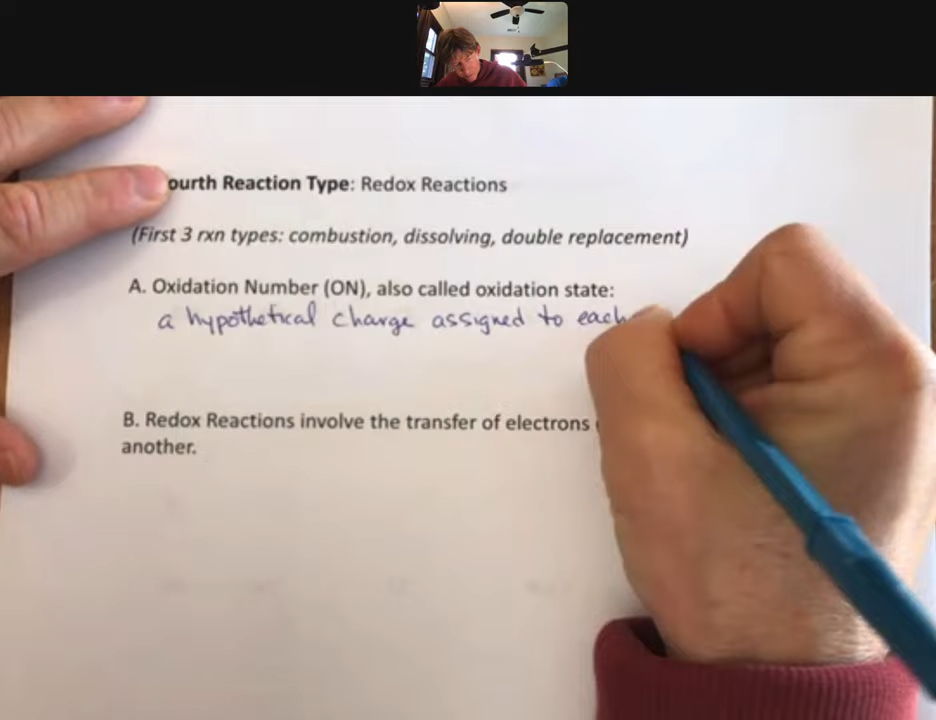 ourth Reaction Type: Redox Reactions
(First 3 rxn types: combustion, dissolving, double replacement)
A. Oxidation Number (ON), also called oxidation state:
a hypothetical charge assigned to each
B. Redox Reactions involve the transfer of electrons
another.